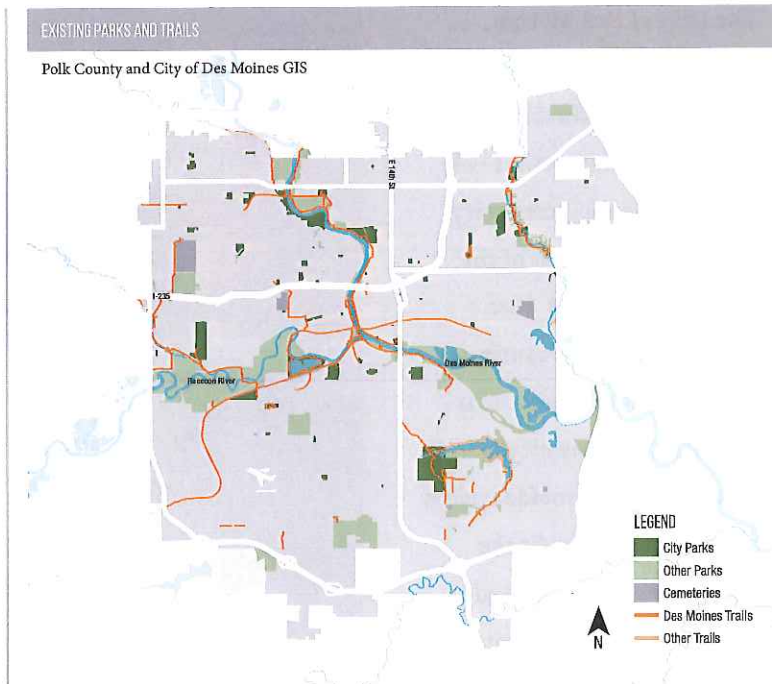 EXISTING PARKS AND TRAILS
Polk County and City of Des Moines GIS
E 14th St
I-235
Raccoon River
Des Moines River
LEGEND
City Parks
Other Parks
Cemeteries
Des Moines Trails
Other Trails
N